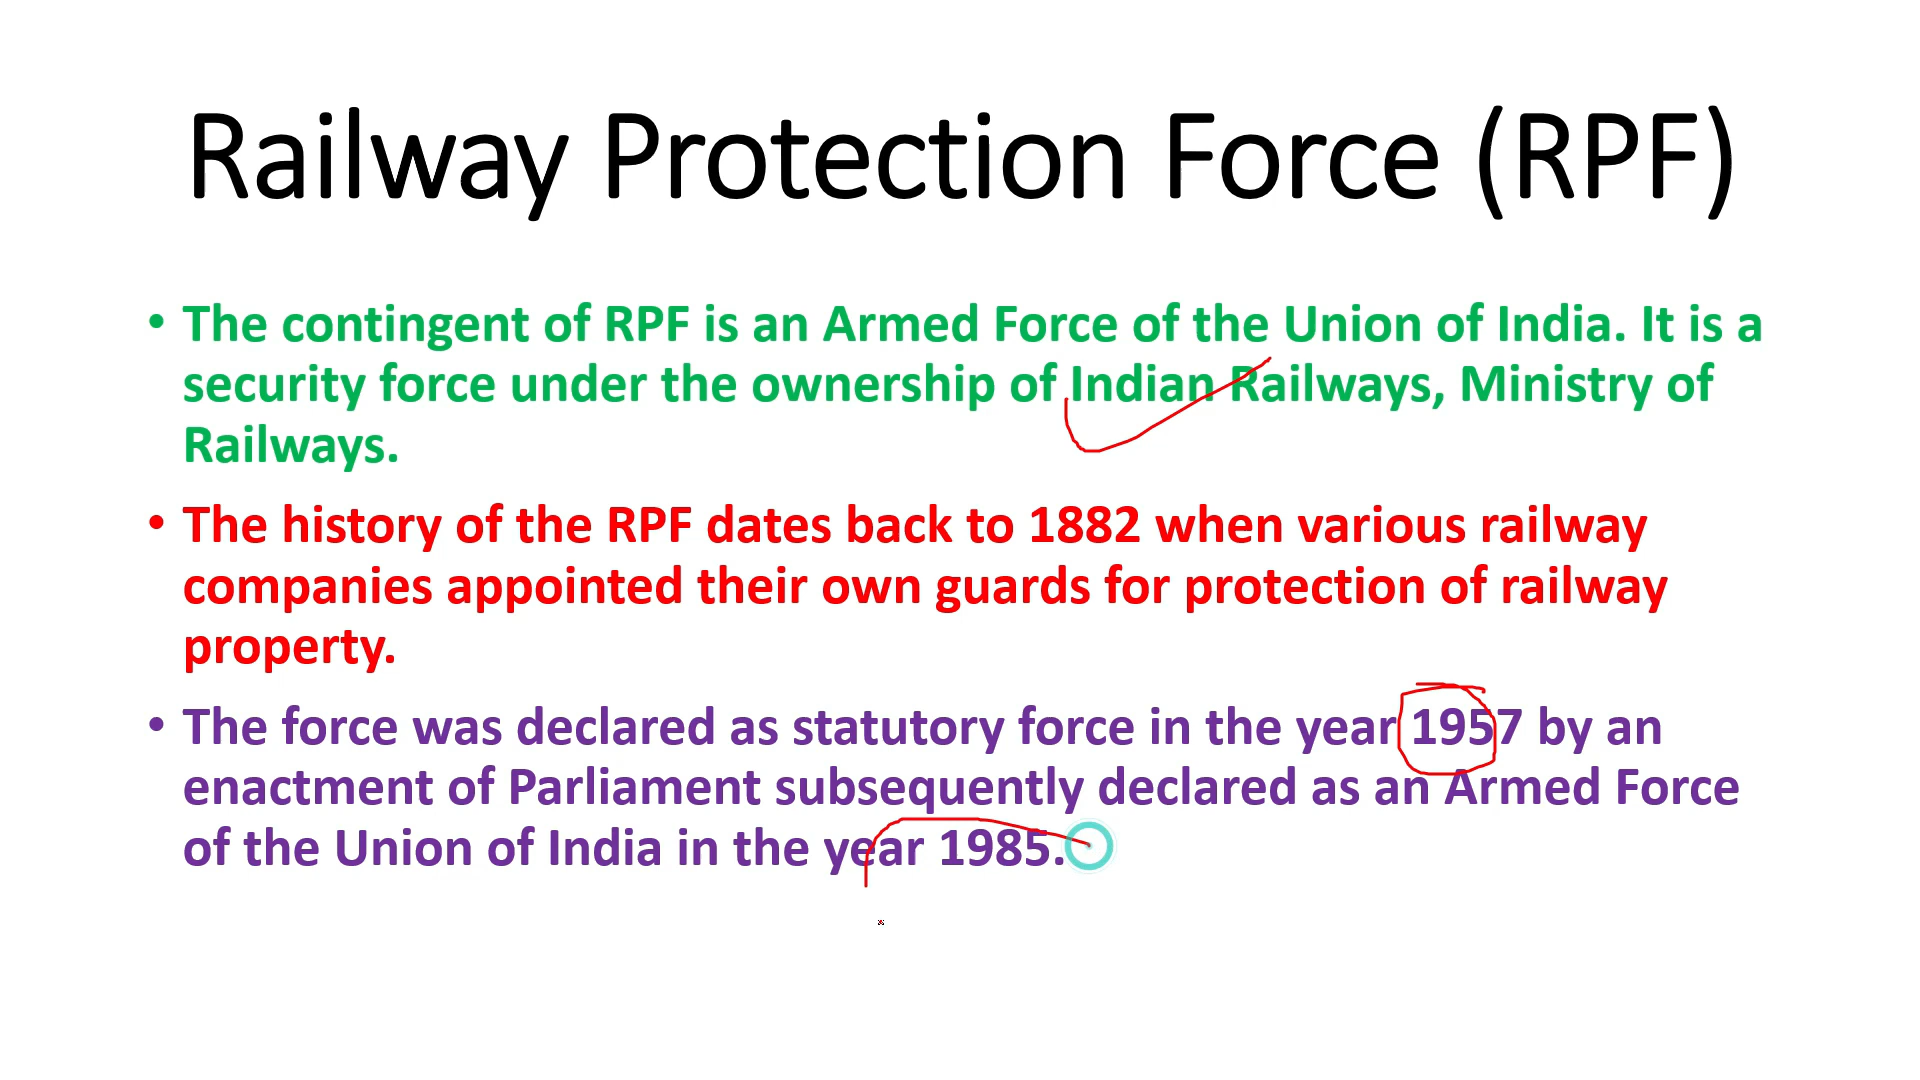 Railway Protection Force (RPF)
• The contingent of RPF is an Armed Force of the Union of India. It is a
security force under the ownership of Indian Railways, Ministry of
Railways.
• The history of the RPF dates back to 1882 when various railway
companies appointed their own guards for protection of railway
property.
• The force was declared as statutory force in the year 1957 by an
enactment of Parliament subsequently declared as an Armed Force
of the Union of India in the year 1985.